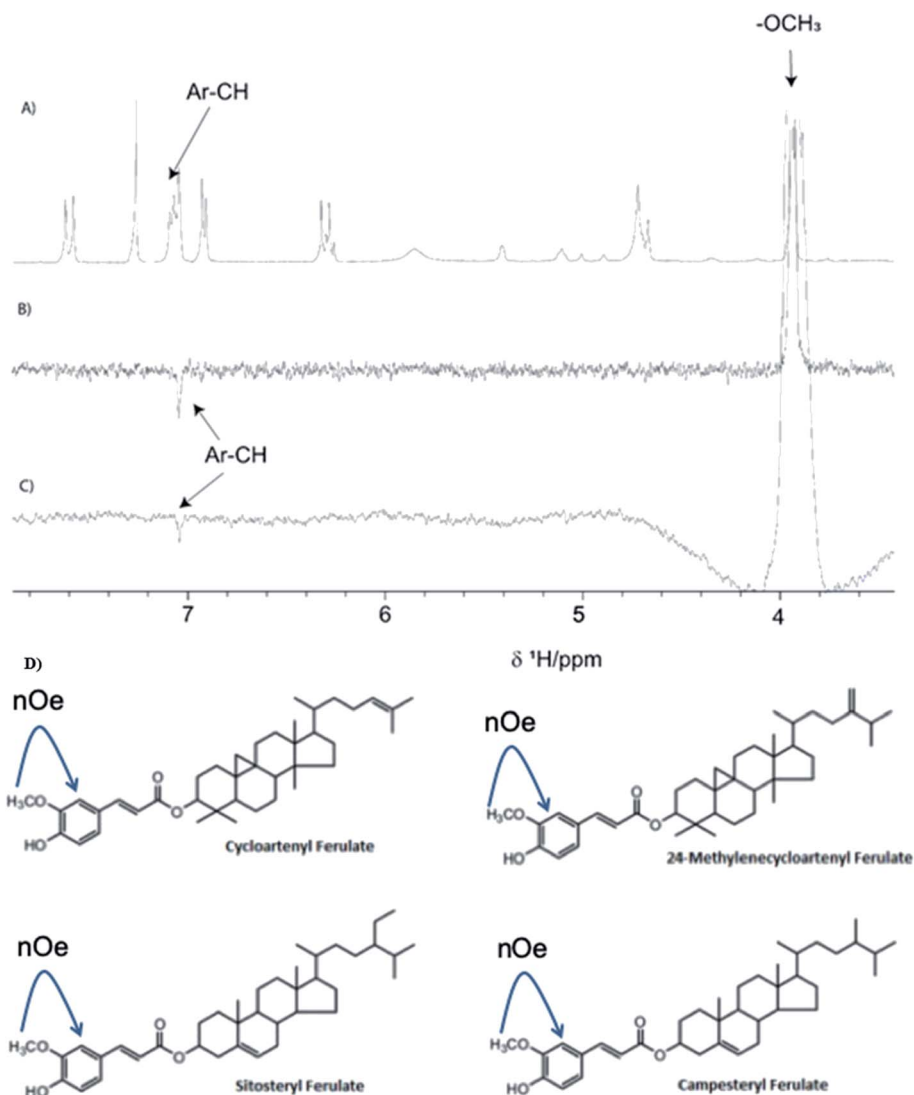 -OCH₃
Ar-CH
A)
B)
Ar-CH
C)
7 6 5 4
δ ¹H/ppm
D)
nOe
H₃CO
HO
O
O
Cycloartenyl Ferulate
nOe
H₃CO
HO
O
O
24-Methylenecycloartenyl Ferulate
nOe
H₃CO
HO
O
O
Sitosteryl Ferulate
nOe
H₃CO
HO
O
O
Campesteryl Ferulate